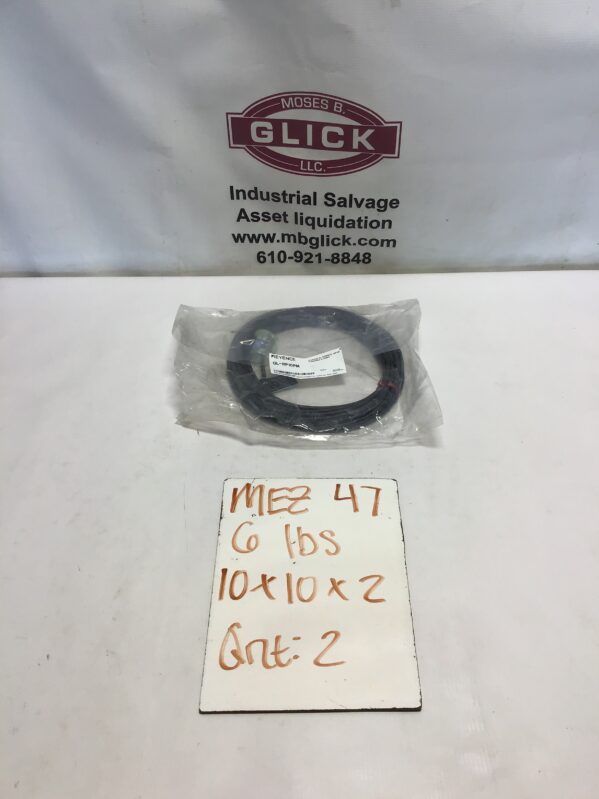 MOSES B.
GLICK
LLC.
Industrial Salvage
Asset liquidation
www.mbglick.com
610-921-8848
KEYENCE
MEZ 47
6 lbs
10x10x2
Qnt: 2